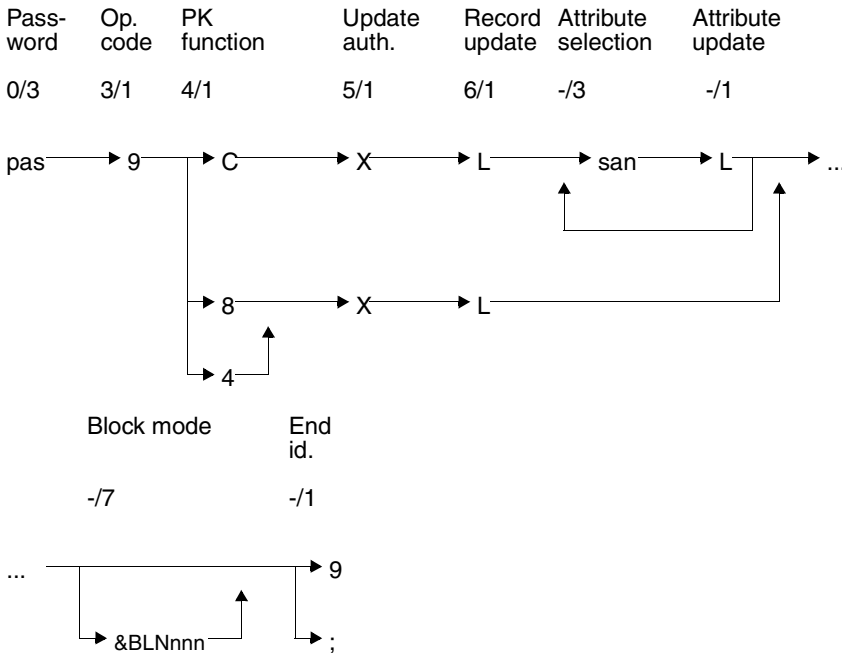 Pass- Op. PK Update Record Attribute Attribute
word code function auth. update selection update
0/3 3/1 4/1 5/1 6/1 -/3 -/1
pas 9 C X L san L ...
8 X L
4
Block mode End
id.
-/7 -/1
... 9
&BLNnnn ;